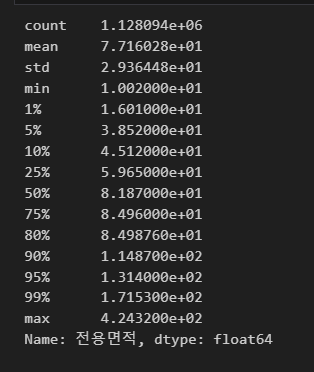 count 1.128094e+06
mean 7.716028e+01
std 2.936448e+01
min 1.002000e+01
1% 1.601000e+01
5% 3.852000e+01
10% 4.512000e+01
25% 5.965000e+01
50% 8.187000e+01
75% 8.496000e+01
80% 8.498760e+01
90% 1.148700e+02
95% 1.314000e+02
99% 1.715300e+02
max 4.243200e+02
Name: 전용면적, dtype: float64